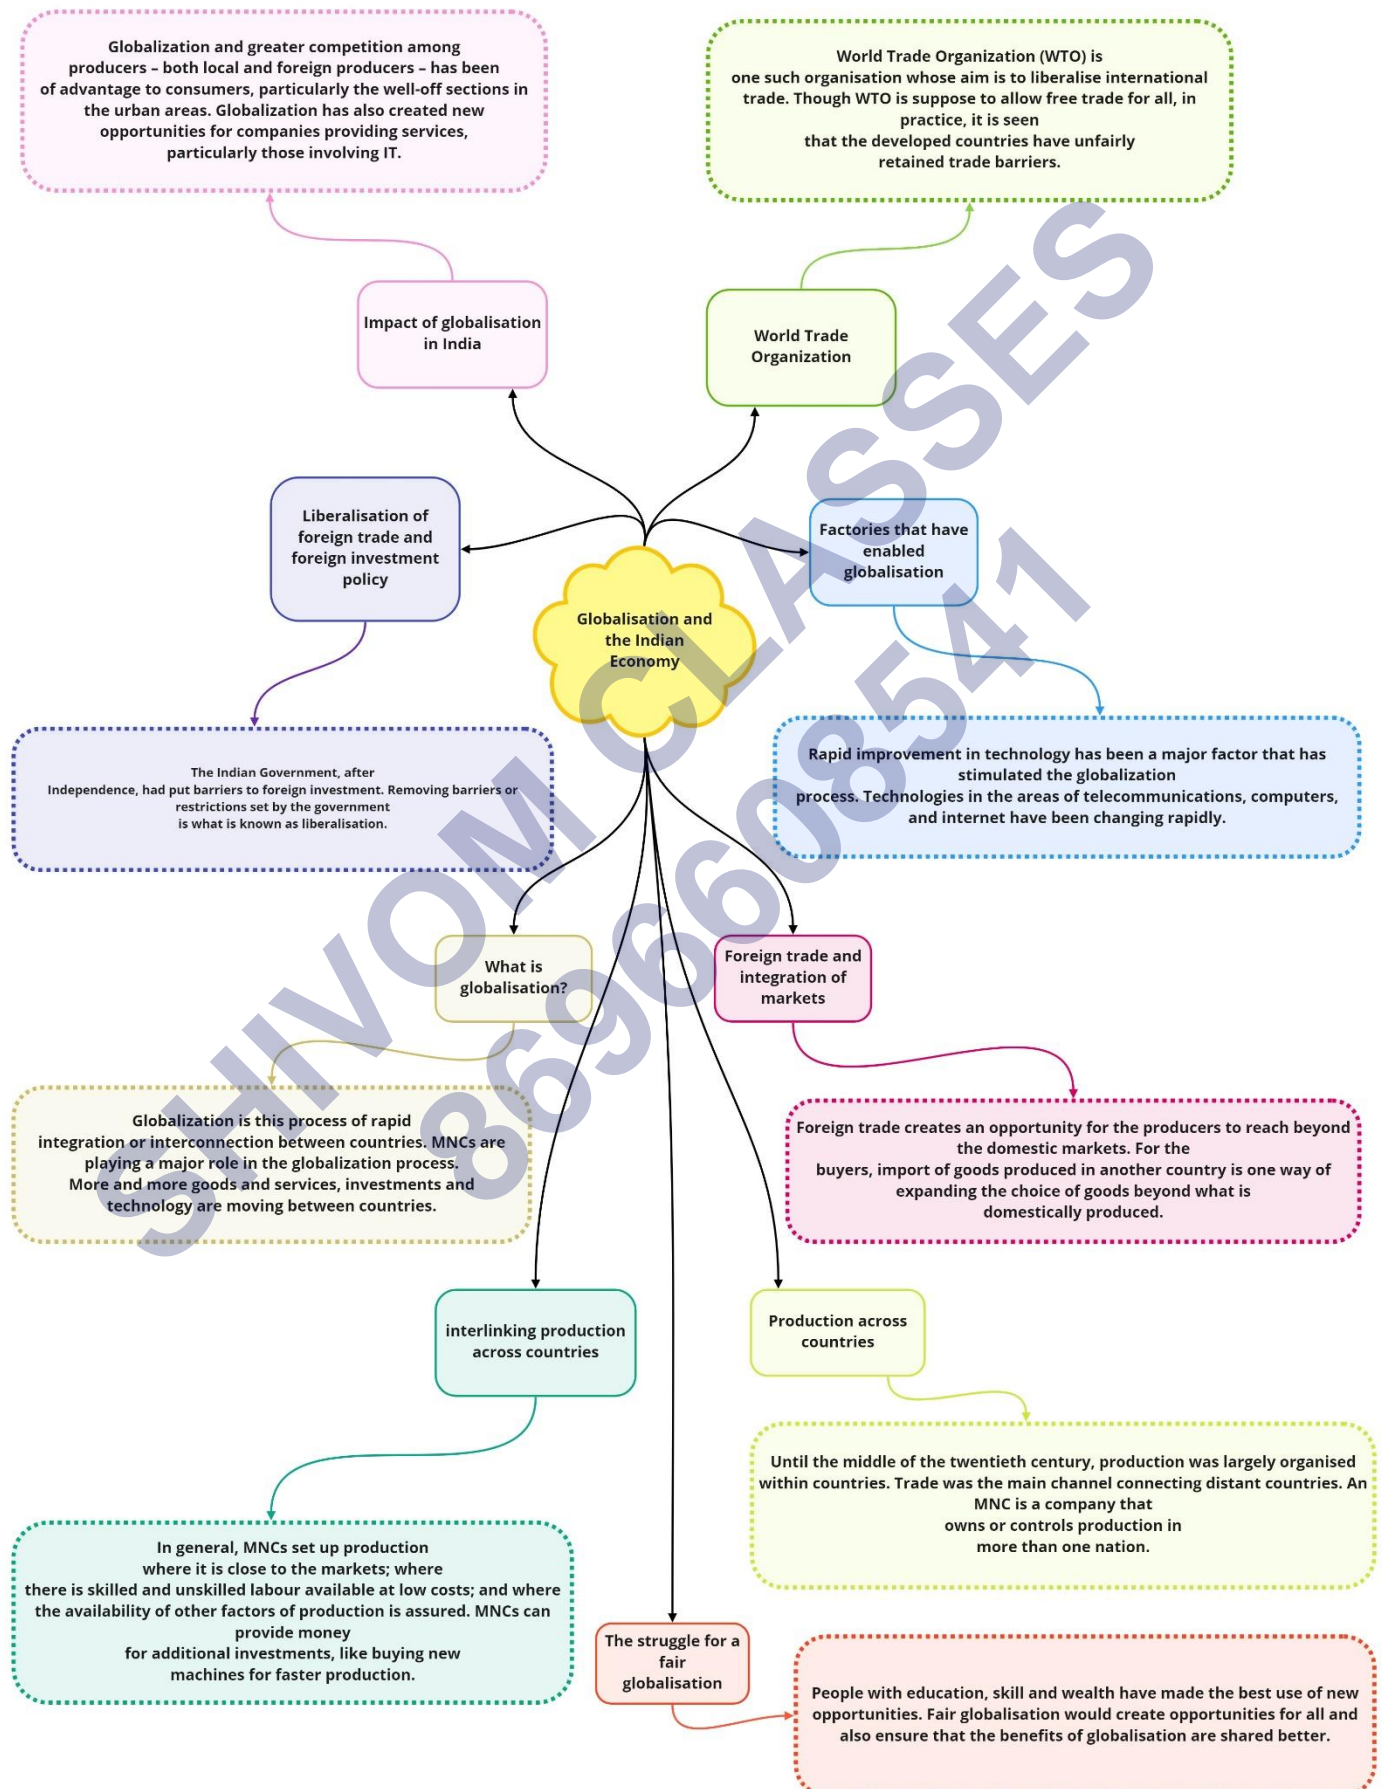 Globalization and greater competition among
producers – both local and foreign producers – has been
of advantage to consumers, particularly the well-off sections in
the urban areas. Globalization has also created new
opportunities for companies providing services,
particularly those involving IT.
World Trade Organization (WTO) is
one such organisation whose aim is to liberalise international
trade. Though WTO is suppose to allow free trade for all, in
practice, it is seen
that the developed countries have unfairly
retained trade barriers.
Impact of globalisation
in India
World Trade
Organization
Liberalisation of
foreign trade and
foreign investment
policy
Factories that have
enabled
globalisation
Globalisation and
the Indian
Economy
The Indian Government, after
Independence, had put barriers to foreign investment. Removing barriers or
restrictions set by the government
is what is known as liberalisation.
Rapid improvement in technology has been a major factor that has
stimulated the globalization
process. Technologies in the areas of telecommunications, computers,
and internet have been changing rapidly.
What is
globalisation?
Foreign trade and
integration of
markets
Globalization is this process of rapid
integration or interconnection between countries. MNCs are
playing a major role in the globalization process.
More and more goods and services, investments and
technology are moving between countries.
Foreign trade creates an opportunity for the producers to reach beyond
the domestic markets. For the
buyers, import of goods produced in another country is one way of
expanding the choice of goods beyond what is
domestically produced.
interlinking production
across countries
Production across
countries
In general, MNCs set up production
where it is close to the markets; where
there is skilled and unskilled labour available at low costs; and where
the availability of other factors of production is assured. MNCs can
provide money
for additional investments, like buying new
machines for faster production.
Until the middle of the twentieth century, production was largely organised
within countries. Trade was the main channel connecting distant countries. An
MNC is a company that
owns or controls production in
more than one nation.
The struggle for a
fair
globalisation
People with education, skill and wealth have made the best use of new
opportunities. Fair globalisation would create opportunities for all and
also ensure that the benefits of globalisation are shared better.
SHIVOM CLASSES
8696608541